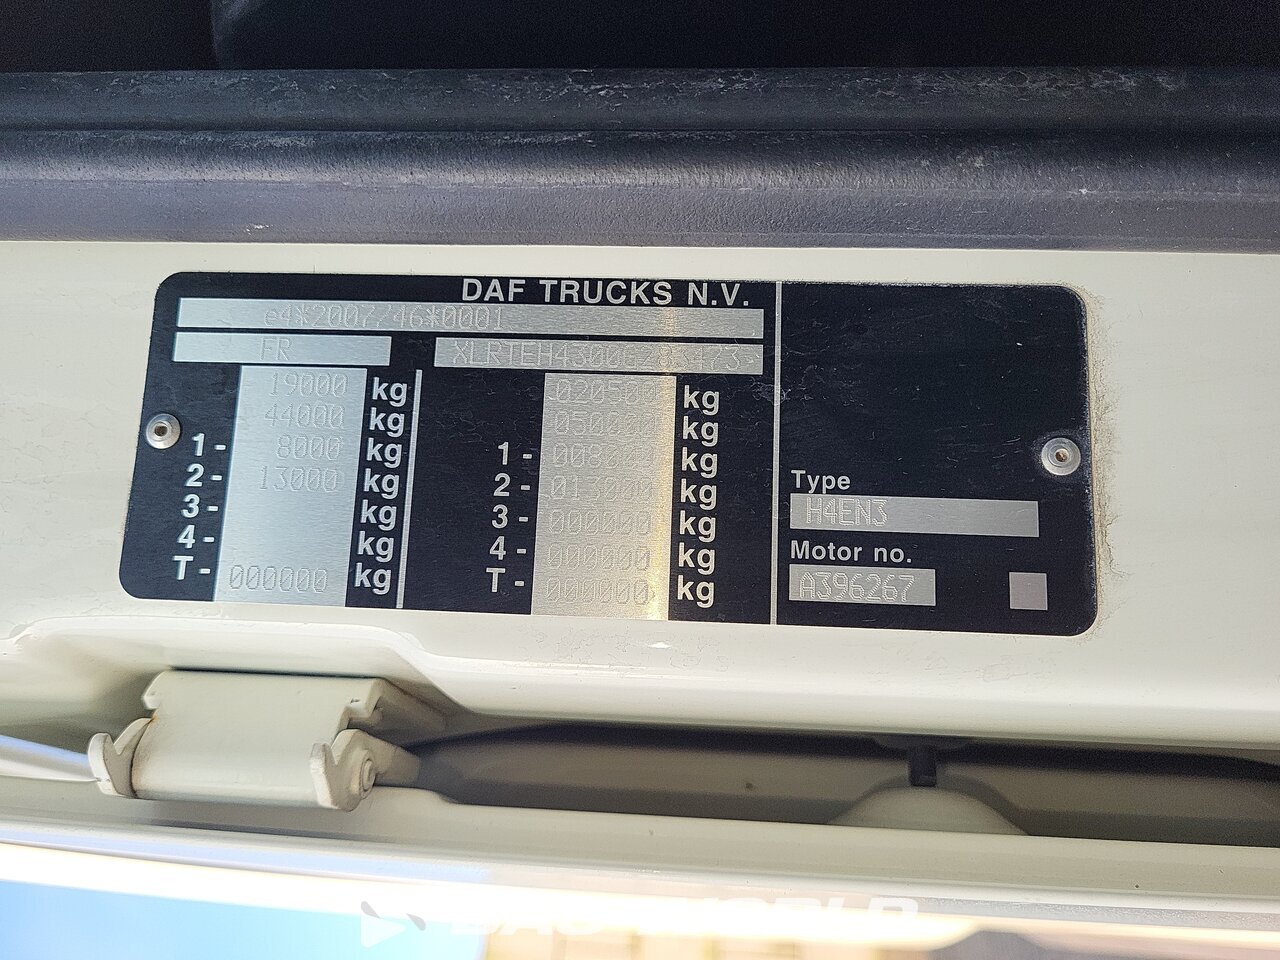 DAF TRUCKS N.V.
e4*2007/46*0001
FR
19000 kg
44000 kg
1- 8000 kg
2- 13000 kg
3- kg
4- kg
T- 000000 kg
kg
kg
1- kg
2- 013000 kg
3- 000000 kg
4- 000000 kg
T- 000000 kg
Type
H4EN3
Motor no.
A396267